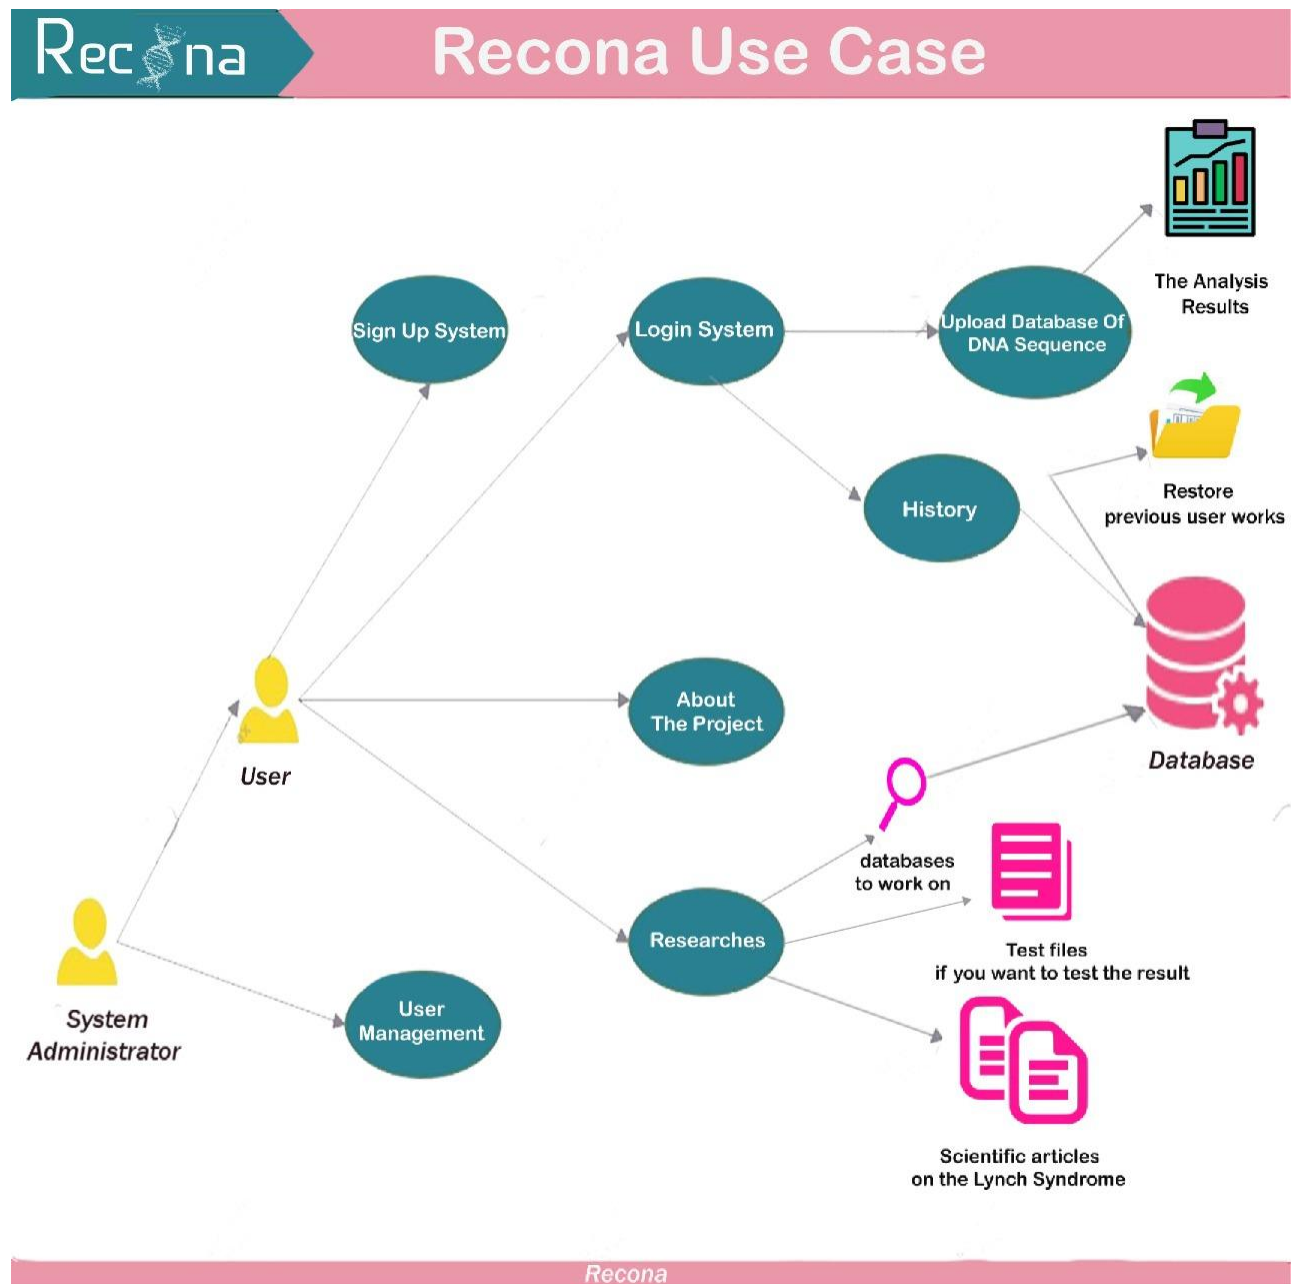 Recona
Recona Use Case
The Analysis
Results
Sign Up System
Login System
Upload Database Of
DNA Sequence
Restore
previous user works
History
About
The Project
User
Database
databases
to work on
Researches
Test files
if you want to test the result
System
Administrator
User
Management
Scientific articles
on the Lynch Syndrome
Recona